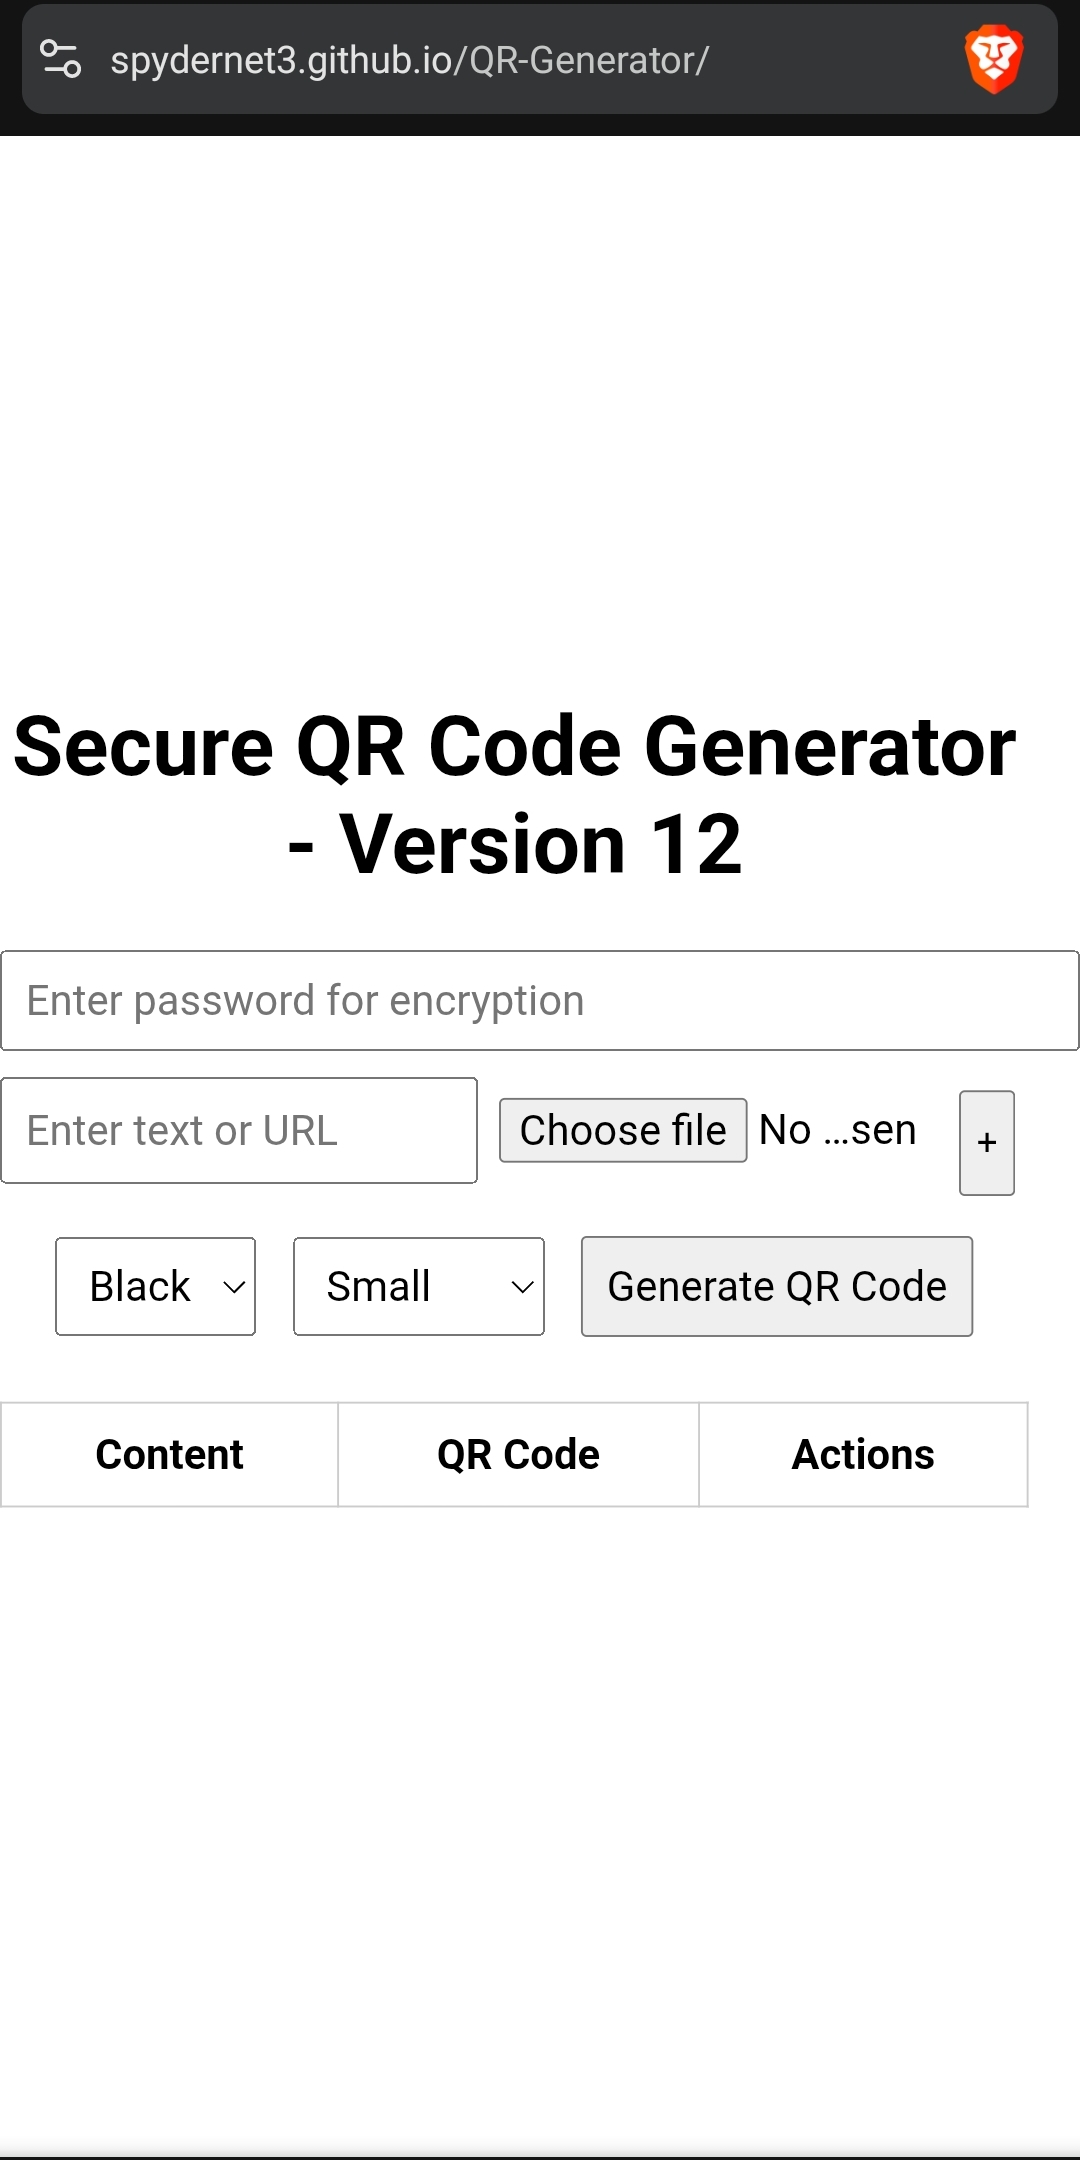 spydernet3.github.io/QR-Generator/
Secure QR Code Generator
- Version 12
Enter password for encryption
Enter text or URL
Choose file No …sen
+
Black
Small
Generate QR Code
Content QR Code Actions